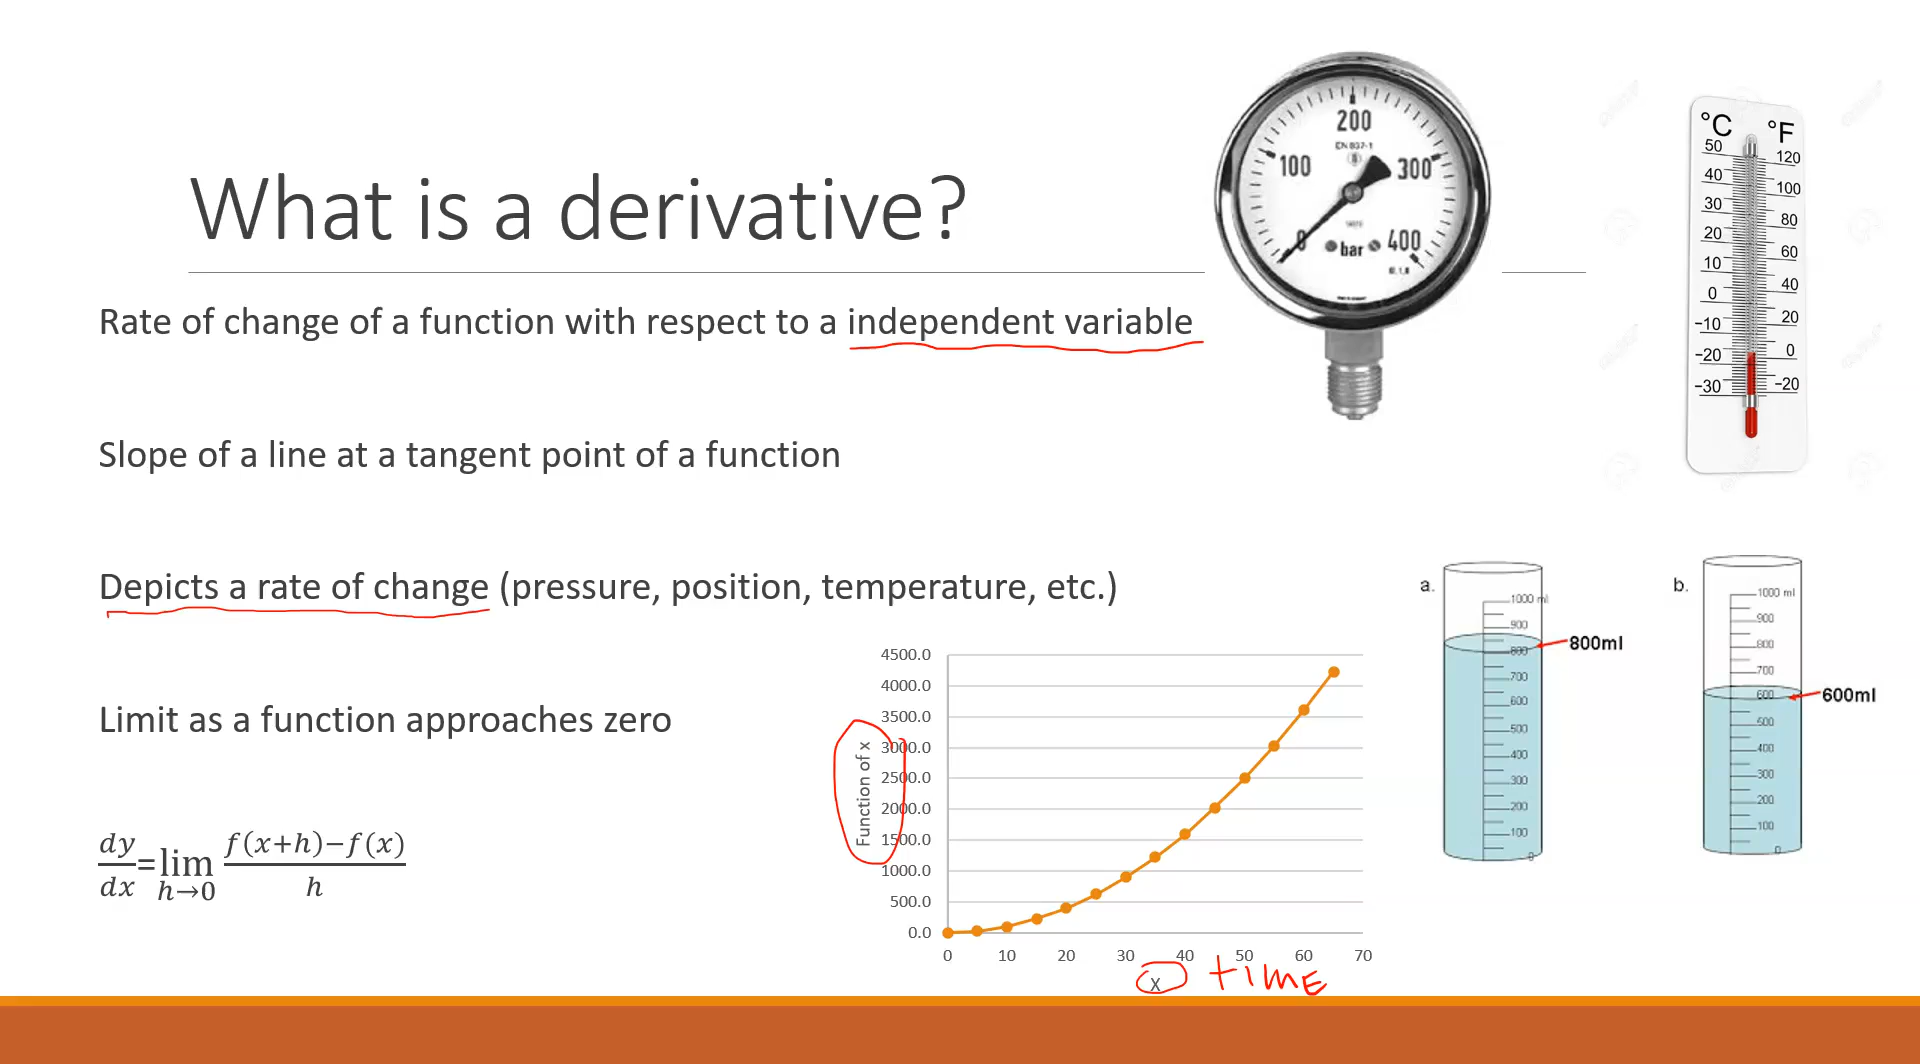 What is a derivative?
Rate of change of a function with respect to a independent variable
Slope of a line at a tangent point of a function
Depicts a rate of change (pressure, position, temperature, etc.)
Limit as a function approaches zero
dy/dx=lim h→0 f(x+h)−f(x)/h
200
EN 837-1
100
300
0
bar
400
°C
°F
50
120
40
100
30
80
20
60
10
40
0
20
-10
0
-20
-20
-30
4500.0
4000.0
3500.0
3000.0
2500.0
2000.0
1500.0
1000.0
500.0
0.0
Function of x
0 10 20 30 40 50 60 70
x time
a.
1000 ml
900
800
700
600
500
400
300
200
100
0
800ml
b.
1000 ml
900
800
700
600
500
400
300
200
100
0
600ml